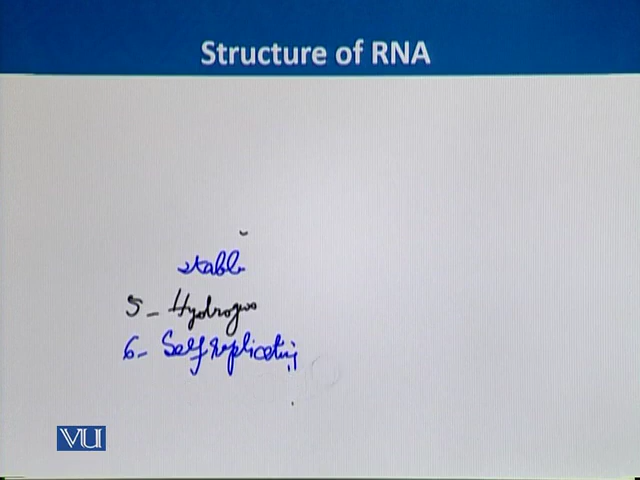 Structure of RNA
stable
5- Hydrogen
6- Self replicating
VU